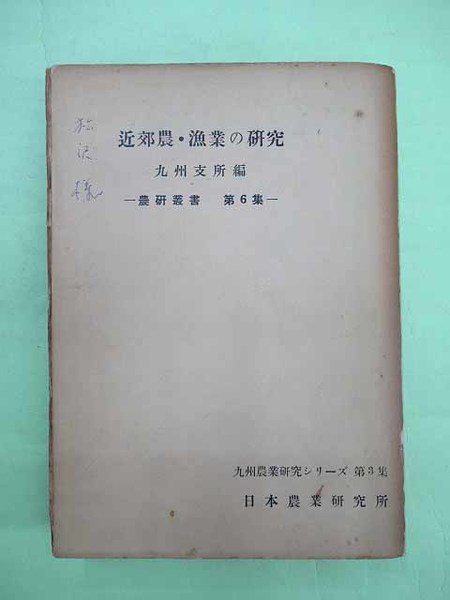 近郊農・漁業の研究
九州支所編
―農研叢書　第6集―
沢
様
九州農業研究シリーズ 第3集
日本農業研究所